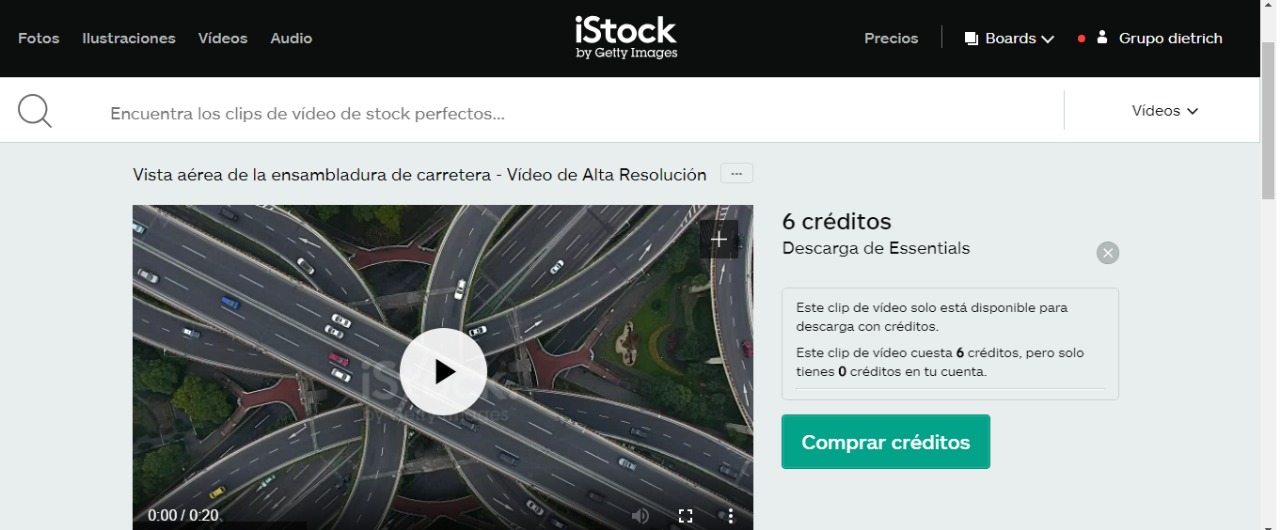 Fotos Ilustraciones Vídeos Audio
iStock
by Getty Images
Precios Boards Grupo dietrich
Encuentra los clips de vídeo de stock perfectos...
Vídeos
Vista aérea de la ensambladura de carretera - Vídeo de Alta Resolución ...
iStock
by Getty Images
0:00 / 0:20
6 créditos
Descarga de Essentials
Este clip de vídeo solo está disponible para
descarga con créditos.
Este clip de vídeo cuesta 6 créditos, pero solo
tienes 0 créditos en tu cuenta.
Comprar créditos